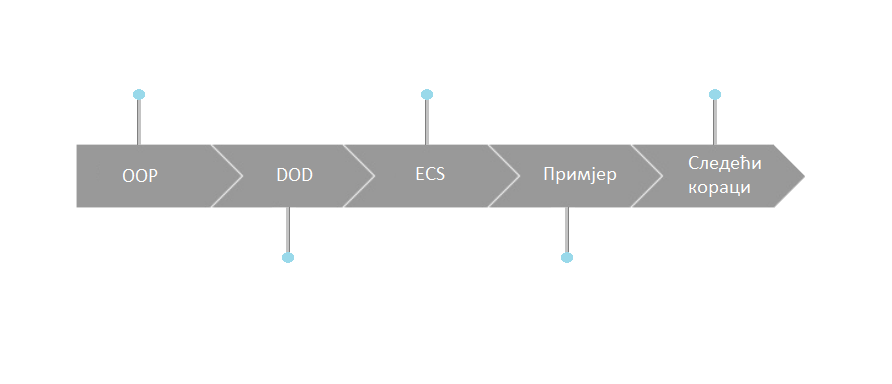 OOP
DOD
ECS
Примјер
Следећи
кораци